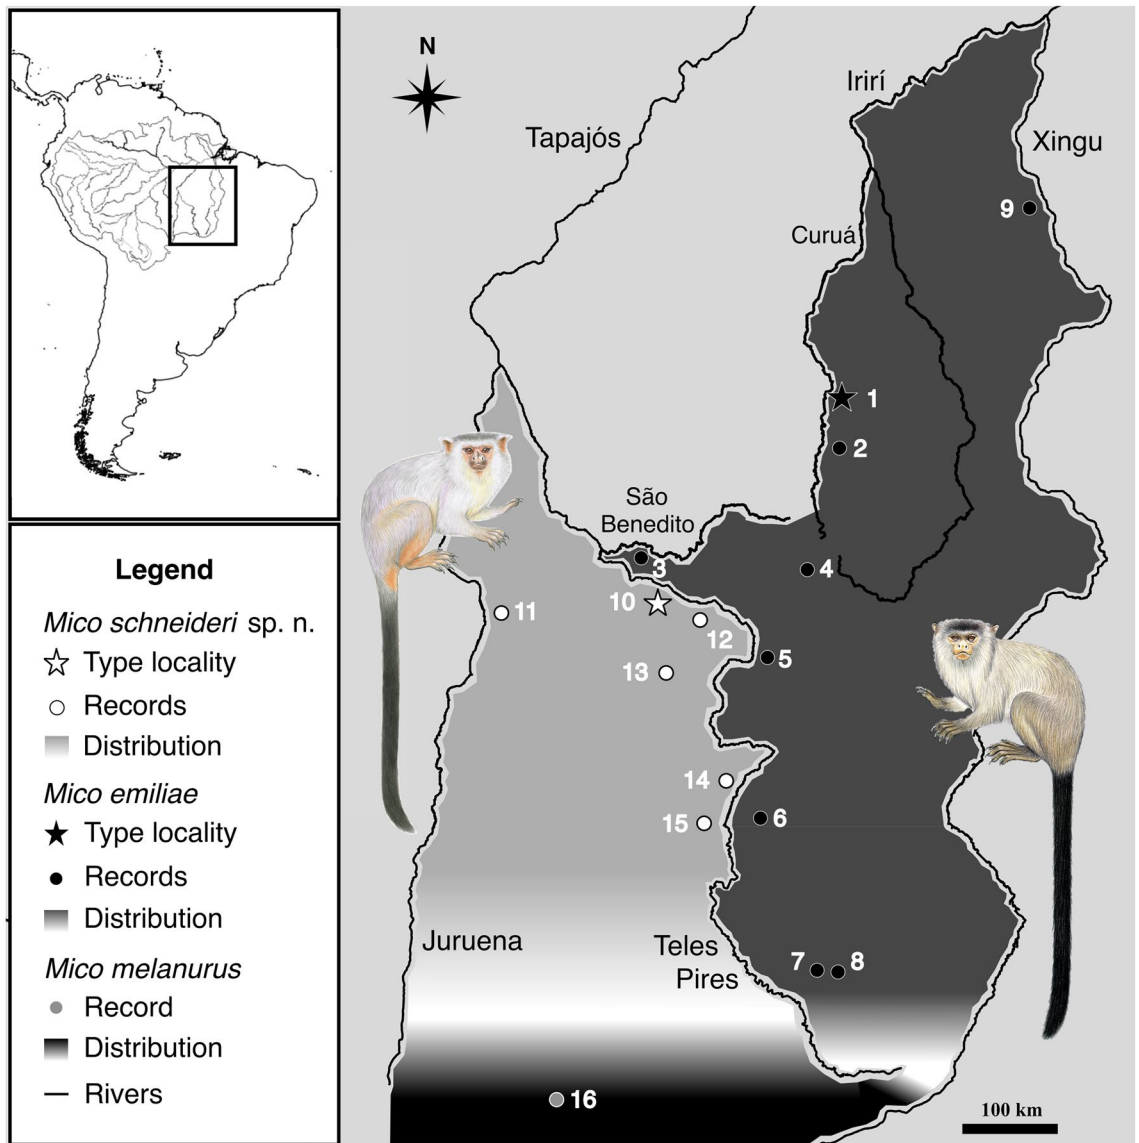 N
Tapajós
Irirí
Xingu
9
Curuá
1
2
São
Benedito
3
4
10
11
12
5
13
14
15
6
Juruena
Teles
Pires
7
8
16
100 km
Legend
Mico schneideri sp. n.
Type locality
Records
Distribution
Mico emiliae
Type locality
Records
Distribution
Mico melanurus
Record
Distribution
Rivers